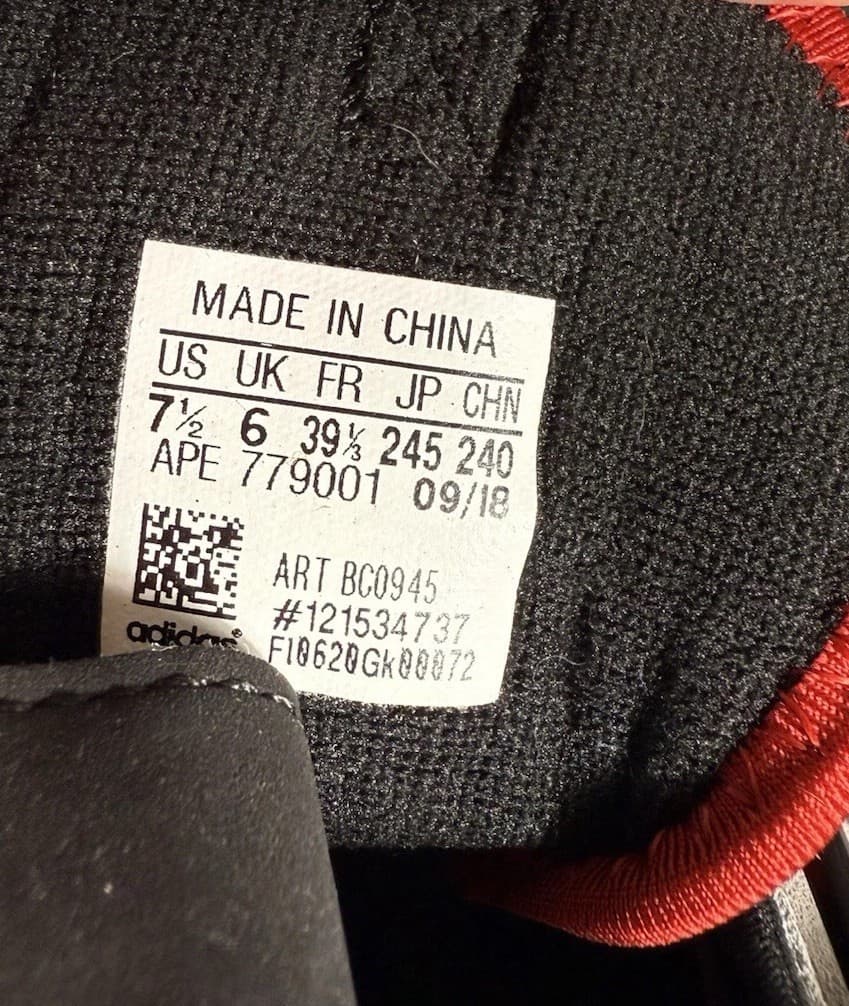 MADE IN CHINA
US UK FR JP CHN
7½ 6 39⅓ 245 240
APE 779001 09/18
ART BC0945
#121534737
adidas®
FI0620Gk00072